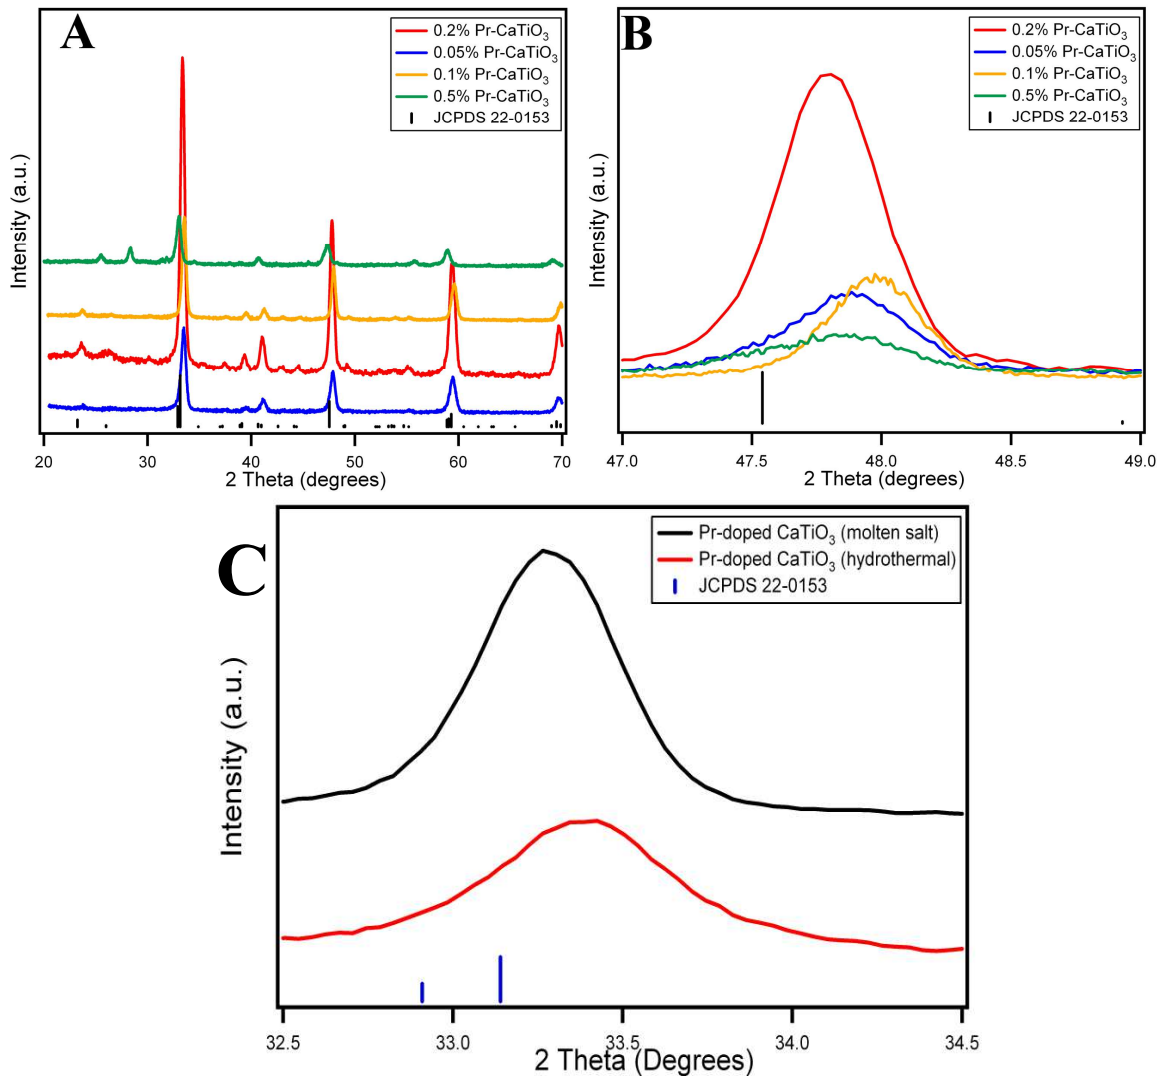 A
0.2% Pr-CaTiO3
0.05% Pr-CaTiO3
0.1% Pr-CaTiO3
0.5% Pr-CaTiO3
JCPDS 22-0153
Intensity (a.u.)
20 30 40 50 60 70
2 Theta (degrees)
B
0.2% Pr-CaTiO3
0.05% Pr-CaTiO3
0.1% Pr-CaTiO3
0.5% Pr-CaTiO3
JCPDS 22-0153
Intensity (a.u.)
47.0 47.5 48.0 48.5 49.0
2 Theta (degrees)
C
Pr-doped CaTiO3 (molten salt)
Pr-doped CaTiO3 (hydrothermal)
JCPDS 22-0153
Intensity (a.u.)
32.5 33.0 33.5 34.0 34.5
2 Theta (Degrees)